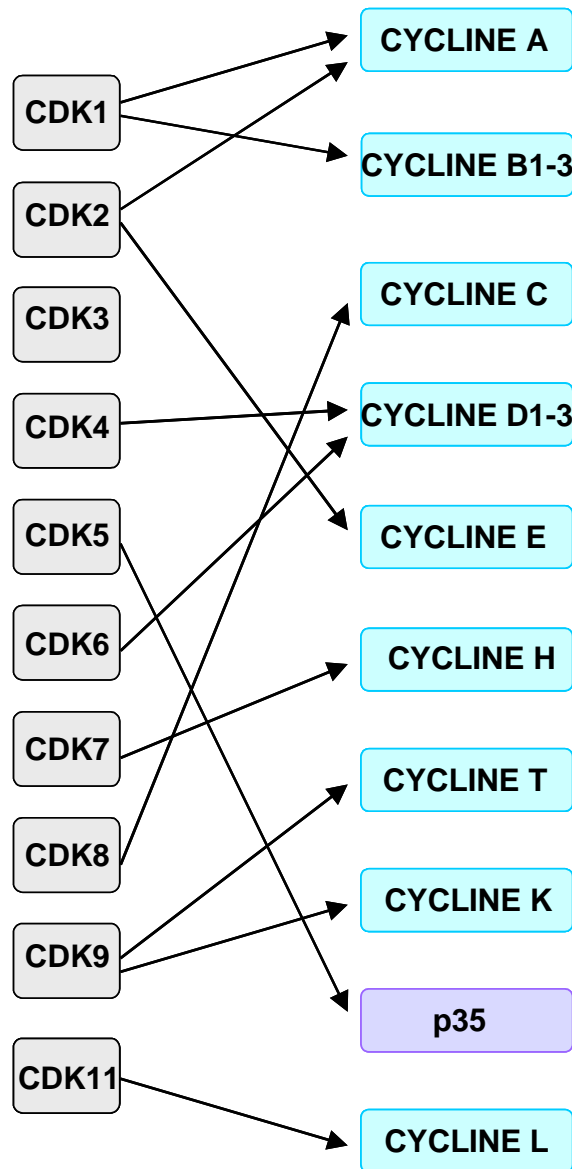 CDK1
CDK2
CDK3
CDK4
CDK5
CDK6
CDK7
CDK8
CDK9
CDK11
CYCLINE A
CYCLINE B1-3
CYCLINE C
CYCLINE D1-3
CYCLINE E
CYCLINE H
CYCLINE T
CYCLINE K
p35
CYCLINE L